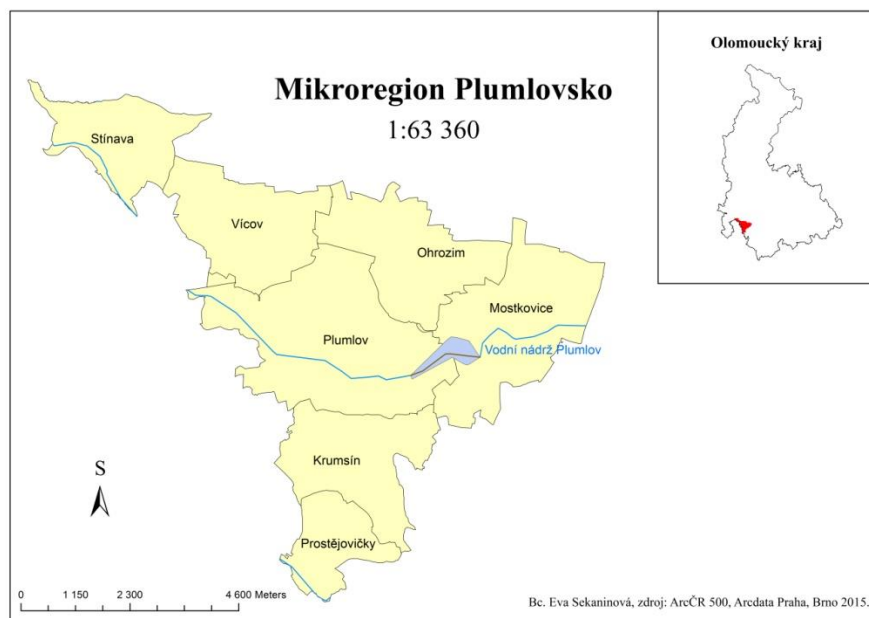 Olomoucký kraj
Mikroregion Plumlovsko
1:63 360
Stínava
Vícov
Ohrozim
Mostkovice
Plumlov
Vodní nádrž Plumlov
Krumsín
S
Prostějovičky
0 1 150 2 300 4 600 Meters
Bc. Eva Sekaninová, zdroj: ArcČR 500, Arcdata Praha, Brno 2015.